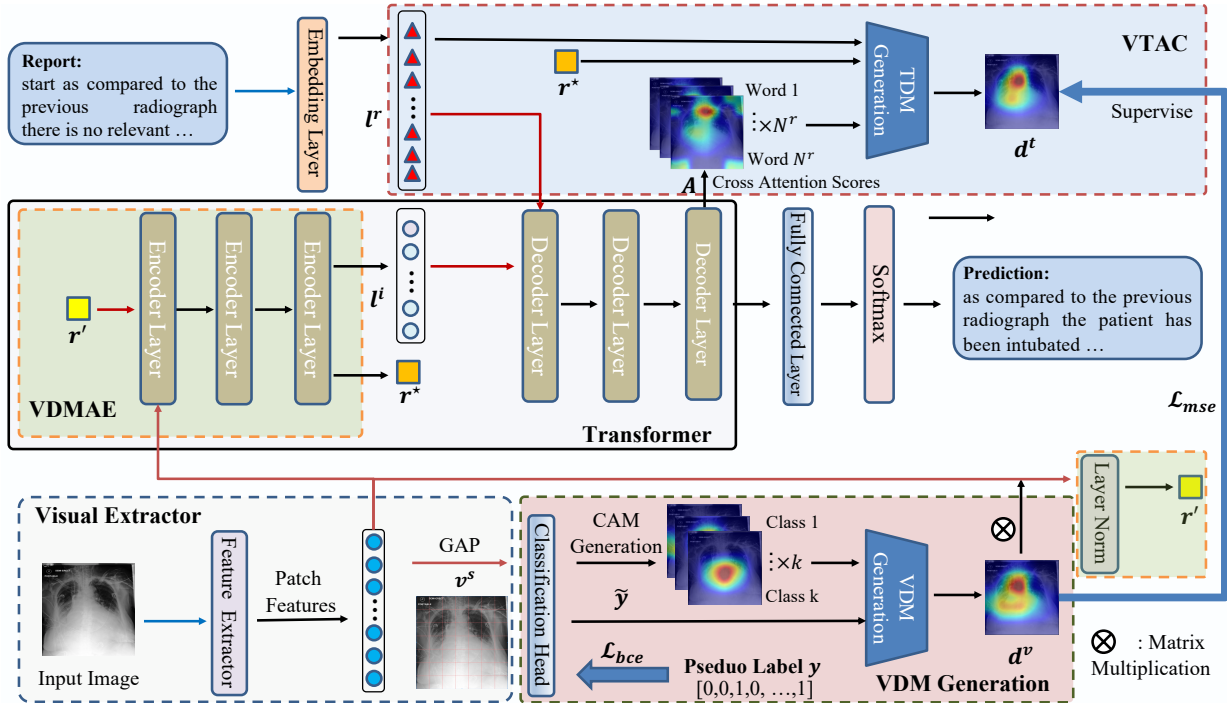 Report:
start as compared to the
previous radiograph
there is no relevant …
Embedding Layer
l^r
r*
Word 1
⋮×N^r
Word N^r
A
Cross Attention Scores
TDM
Generation
d^t
VTAC
Supervise
r′
Encoder Layer
Encoder Layer
Encoder Layer
VDMAE
l^i
r*
Decoder Layer
Decoder Layer
Decoder Layer
Transformer
Fully Connected Layer
Softmax
Prediction:
as compared to the previous
radiograph the patient has
been intubated …
ℒ_mse
Layer Norm
r′
Visual Extractor
Input Image
Feature Extractor
Patch
Features
GAP
v^s
Classification Head
CAM
Generation
ỹ
Class 1
⋮×k
Class k
VDM
Generation
d^v
ℒ_bce
Pseduo Label y
[0,0,1,0, …,1]
VDM Generation
⊗ : Matrix
Multiplication